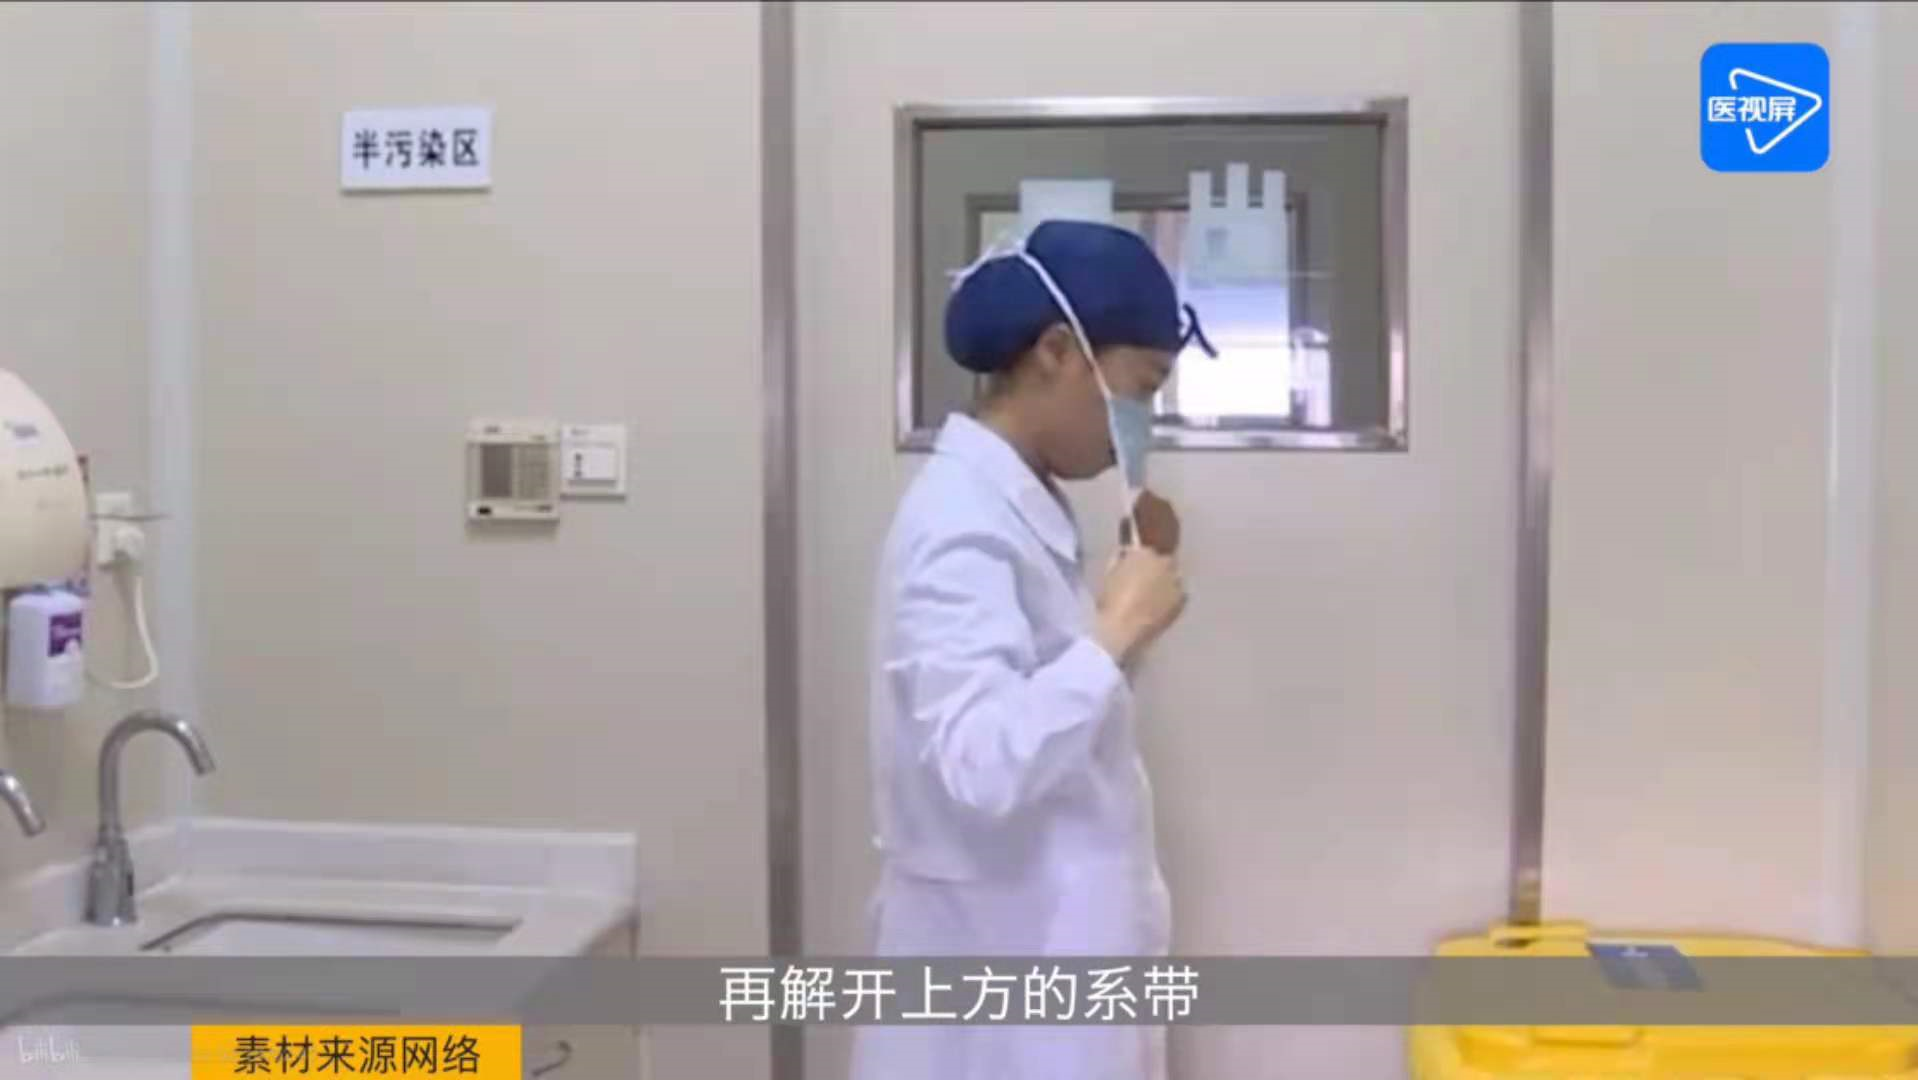 医视屏
半污染区
再解开上方的系带
bilibili
素材来源网络